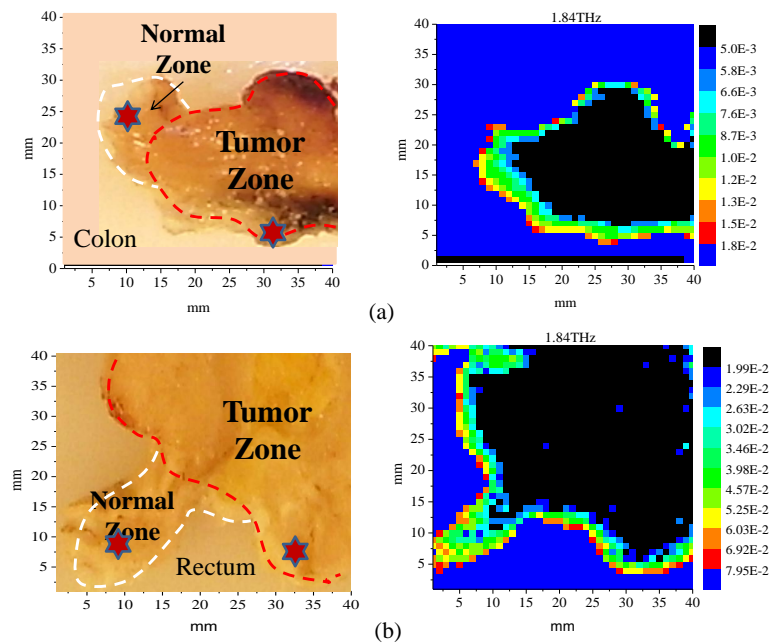 1.84THz
40
35
30
25
20
15
10
5
0
mm
Normal
Zone
Tumor
Zone
Colon
5 10 15 20 25 30 35 40
mm
40
35
30
25
20
15
10
5
0
mm
5 10 15 20 25 30 35 40
mm
5.0E-3
5.8E-3
6.6E-3
7.6E-3
8.7E-3
1.0E-2
1.2E-2
1.3E-2
1.5E-2
1.8E-2
(a)
1.84THz
40
35
30
25
20
15
10
5
mm
Tumor
Zone
Normal
Zone
Rectum
5 10 15 20 25 30 35 40
mm
40
35
30
25
20
15
10
5
mm
5 10 15 20 25 30 35 40
mm
1.99E-2
2.29E-2
2.63E-2
3.02E-2
3.46E-2
3.98E-2
4.57E-2
5.25E-2
6.03E-2
6.92E-2
7.95E-2
(b)